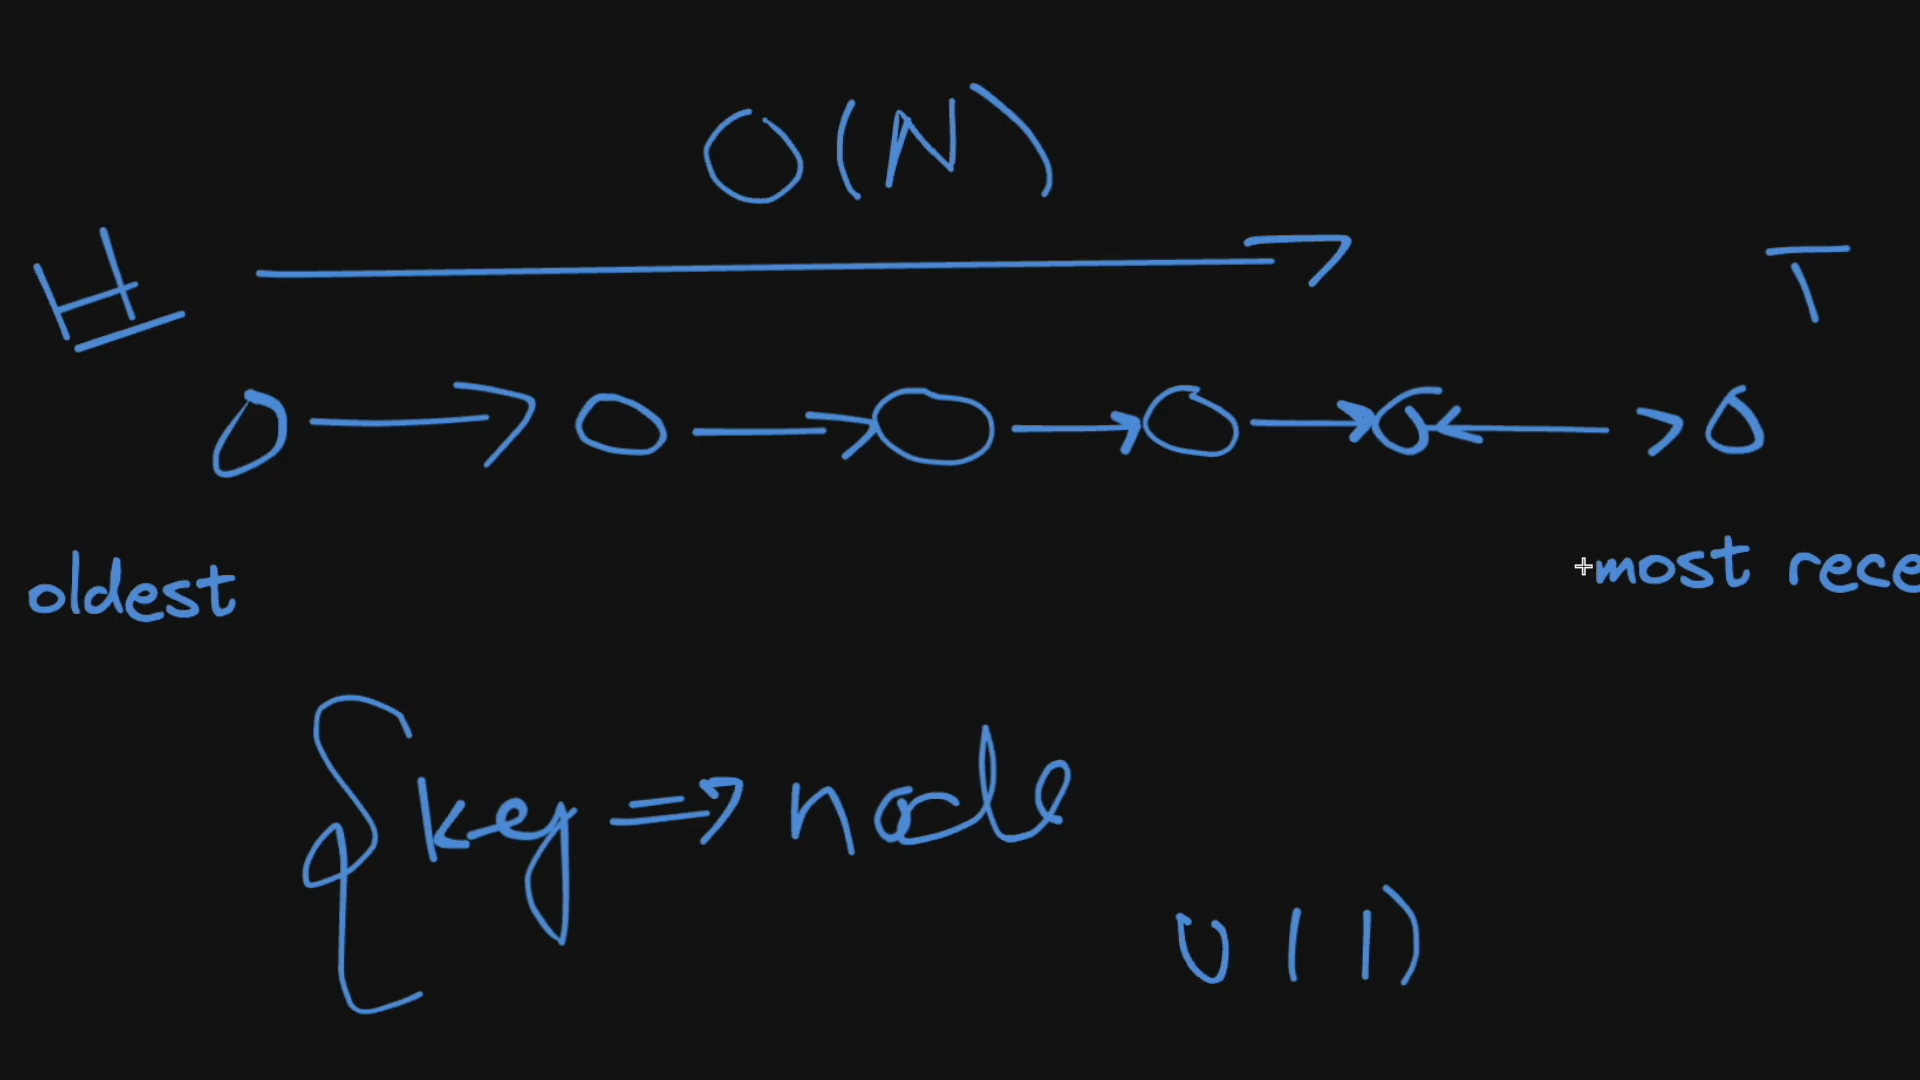 O(N)
H T
oldest most rece
{key => node
O(1)